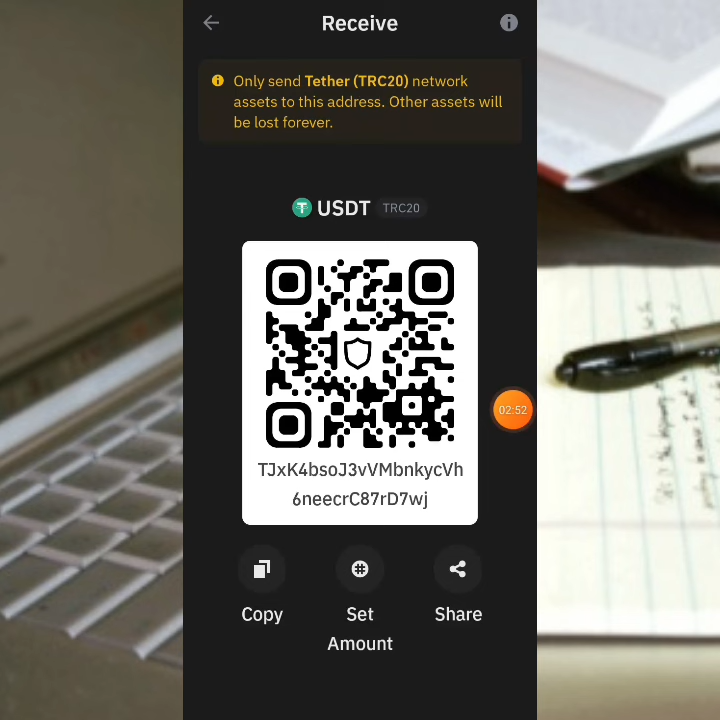 Receive
Only send Tether (TRC20) network
assets to this address. Other assets will
be lost forever.
USDT TRC20
TJxK4bsoJ3vVMbnkycVh
6neecrC87rD7wj
02:52
Copy
Set
Amount
Share